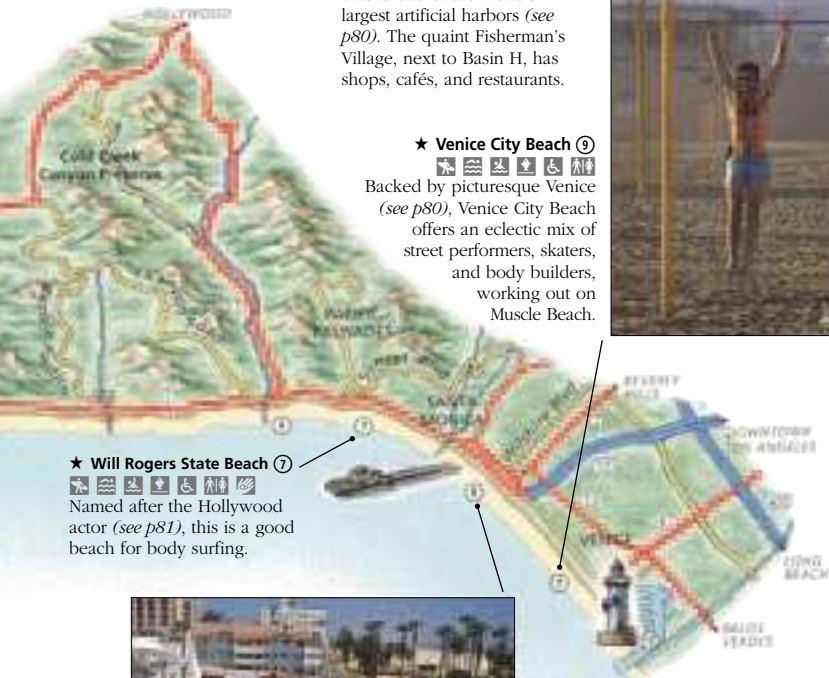 HOLLYWOOD
largest artificial harbors (see
p80). The quaint Fisherman's
Village, next to Basin H, has
shops, cafés, and restaurants.
★ Venice City Beach ⑨
Backed by picturesque Venice
(see p80), Venice City Beach
offers an eclectic mix of
street performers, skaters,
and body builders,
working out on
Muscle Beach.
Cold Creek
Canyon Preserve
PACIFIC
PALISADES
SANTA
MONICA
BEVERLY
HILLS
DOWNTOWN
LOS ANGELES
★ Will Rogers State Beach ⑦
Named after the Hollywood
actor (see p81), this is a good
beach for body surfing.
VENICE
LONG
BEACH
PALOS
VERDES